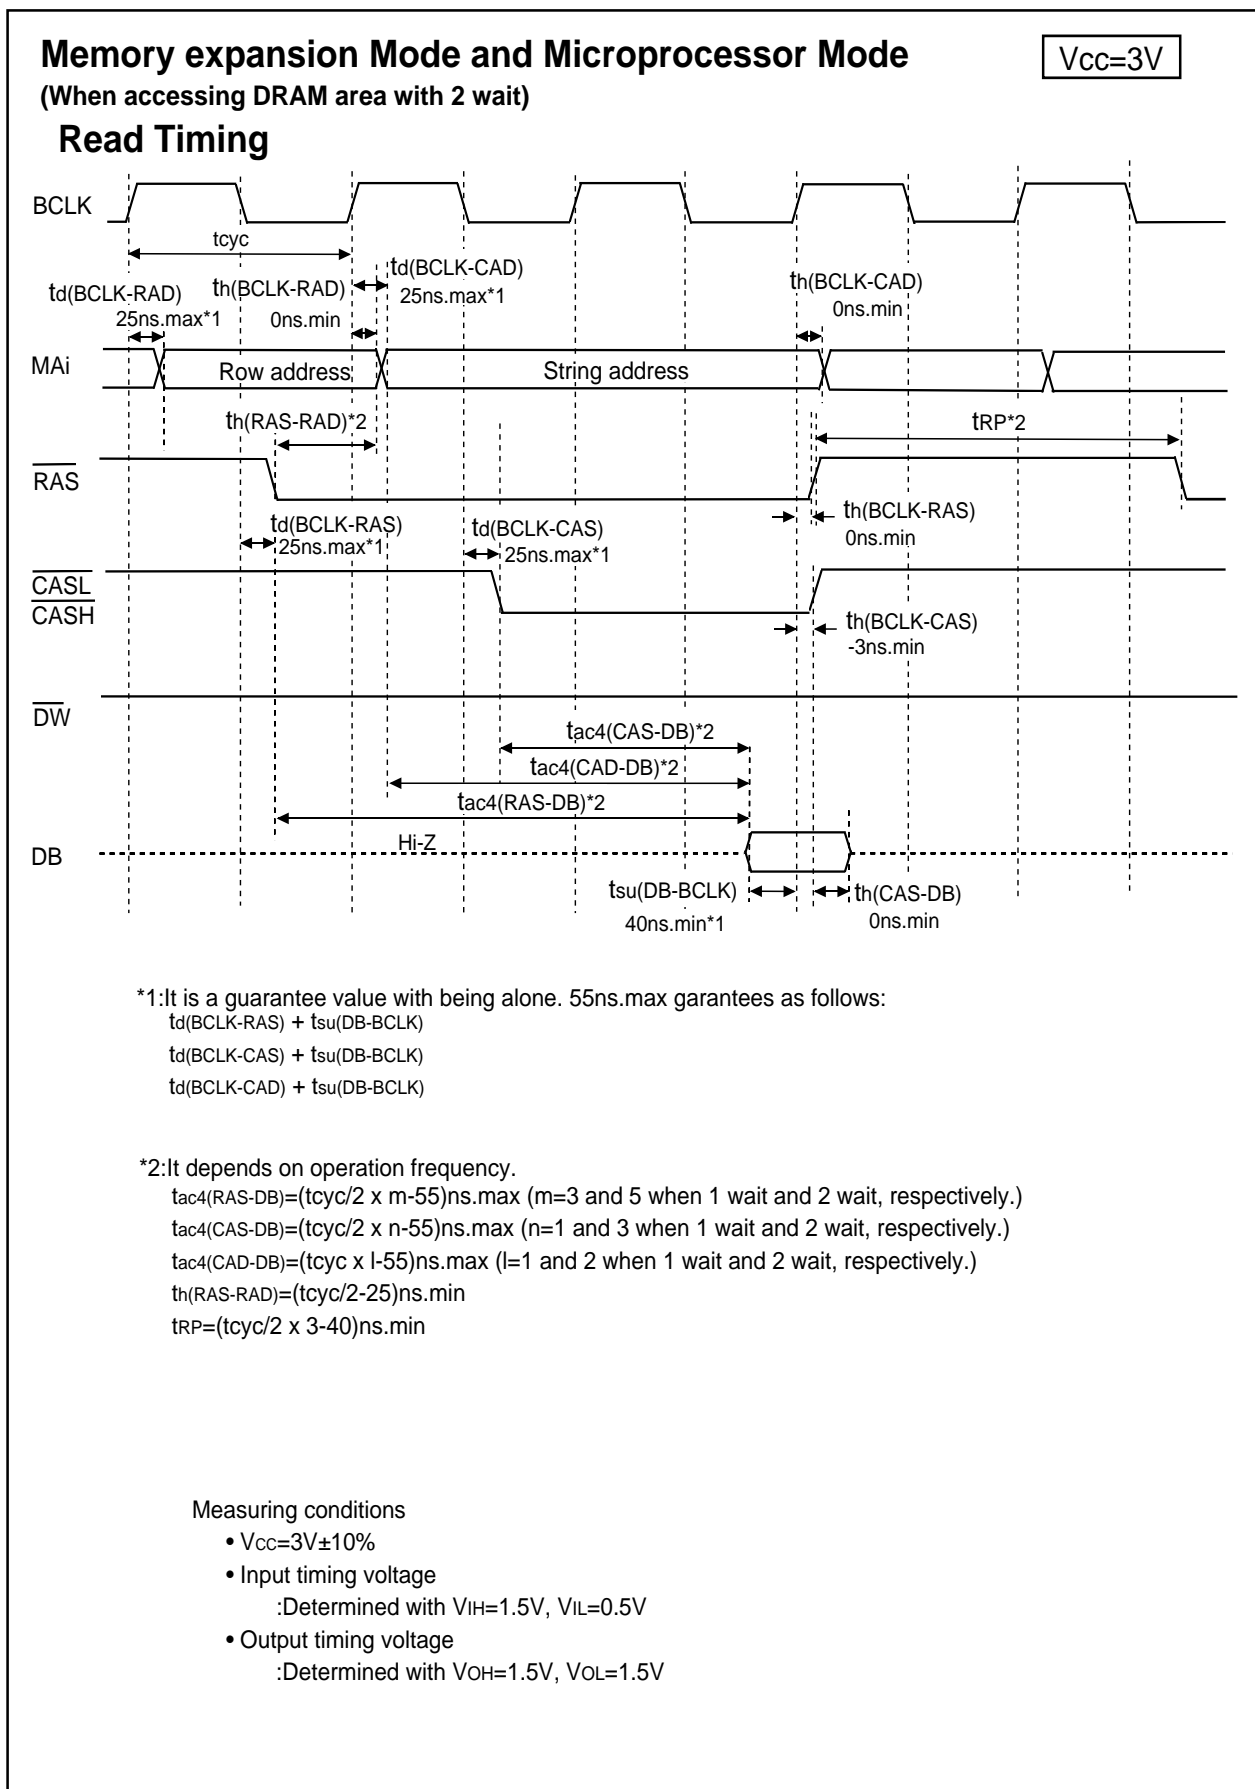 Memory expansion Mode and Microprocessor Mode
Vcc=3V
(When accessing DRAM area with 2 wait)
Read Timing
BCLK
tcyc
td(BCLK-RAD)
25ns.max*1
th(BCLK-RAD)
0ns.min
td(BCLK-CAD)
25ns.max*1
th(BCLK-CAD)
0ns.min
MAi
Row address
String address
th(RAS-RAD)*2
tRP*2
RAS
td(BCLK-RAS)
25ns.max*1
td(BCLK-CAS)
25ns.max*1
th(BCLK-RAS)
0ns.min
CASL
CASH
th(BCLK-CAS)
-3ns.min
DW
tac4(CAS-DB)*2
tac4(CAD-DB)*2
tac4(RAS-DB)*2
Hi-Z
DB
tsu(DB-BCLK)
40ns.min*1
th(CAS-DB)
0ns.min
*1:It is a guarantee value with being alone. 55ns.max garantees as follows:
td(BCLK-RAS) + tsu(DB-BCLK)
td(BCLK-CAS) + tsu(DB-BCLK)
td(BCLK-CAD) + tsu(DB-BCLK)
*2:It depends on operation frequency.
tac4(RAS-DB)=(tcyc/2 x m-55)ns.max (m=3 and 5 when 1 wait and 2 wait, respectively.)
tac4(CAS-DB)=(tcyc/2 x n-55)ns.max (n=1 and 3 when 1 wait and 2 wait, respectively.)
tac4(CAD-DB)=(tcyc x l-55)ns.max (l=1 and 2 when 1 wait and 2 wait, respectively.)
th(RAS-RAD)=(tcyc/2-25)ns.min
tRP=(tcyc/2 x 3-40)ns.min
Measuring conditions
• VCC=3V±10%
• Input timing voltage
:Determined with VIH=1.5V, VIL=0.5V
• Output timing voltage
:Determined with VOH=1.5V, VOL=1.5V